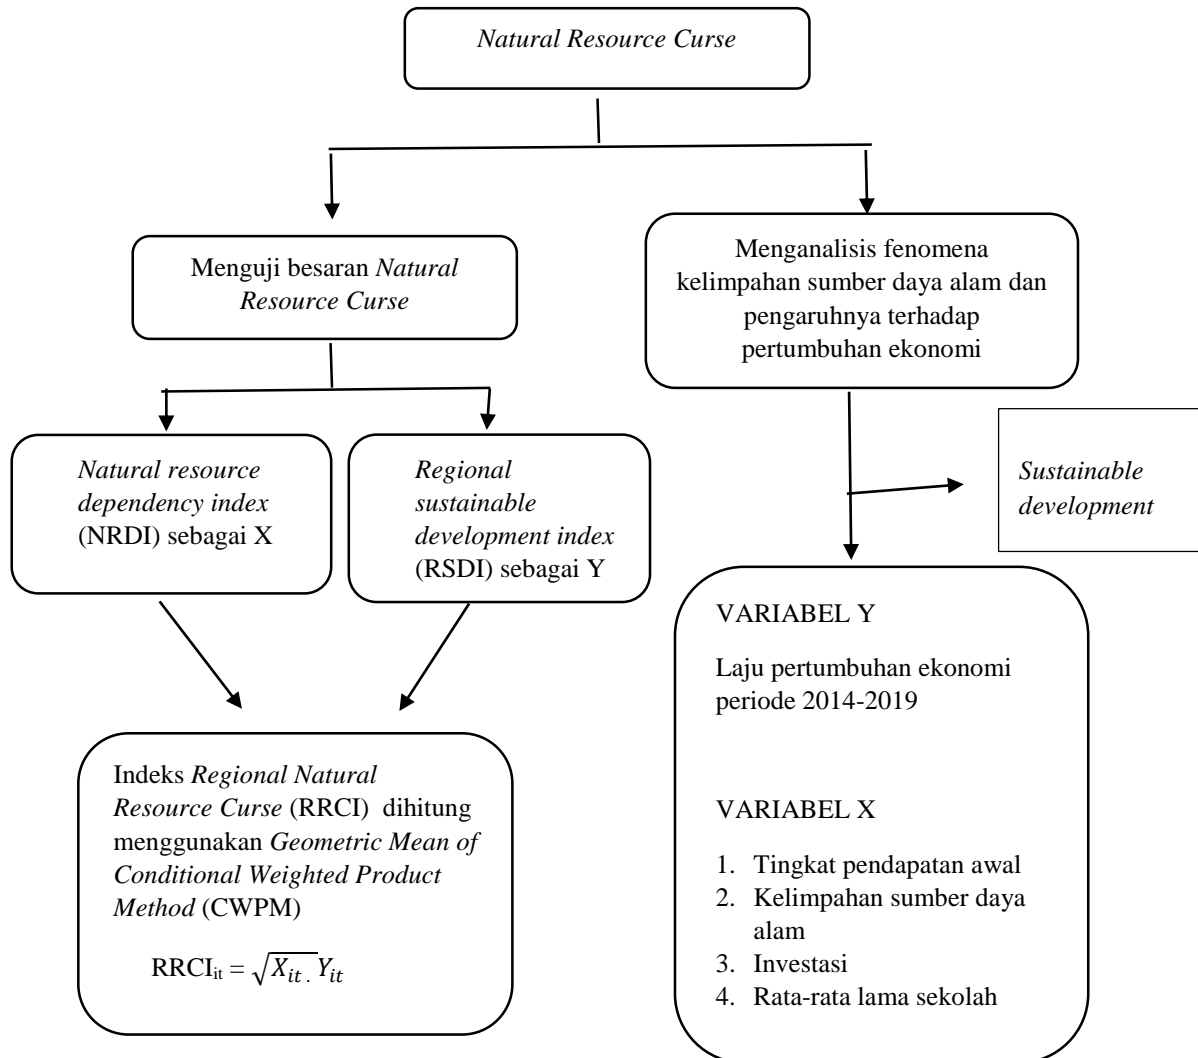 Natural Resource Curse
Menguji besaran Natural
Resource Curse
Menganalisis fenomena
kelimpahan sumber daya alam dan
pengaruhnya terhadap
pertumbuhan ekonomi
Natural resource
dependency index
(NRDI) sebagai X
Regional
sustainable
development index
(RSDI) sebagai Y
Sustainable
development
Indeks Regional Natural
Resource Curse (RRCI) dihitung
menggunakan Geometric Mean of
Conditional Weighted Product
Method (CWPM)
RRCIit = √Xit . Yit
VARIABEL Y
Laju pertumbuhan ekonomi
periode 2014-2019
VARIABEL X
1. Tingkat pendapatan awal
2. Kelimpahan sumber daya
alam
3. Investasi
4. Rata-rata lama sekolah